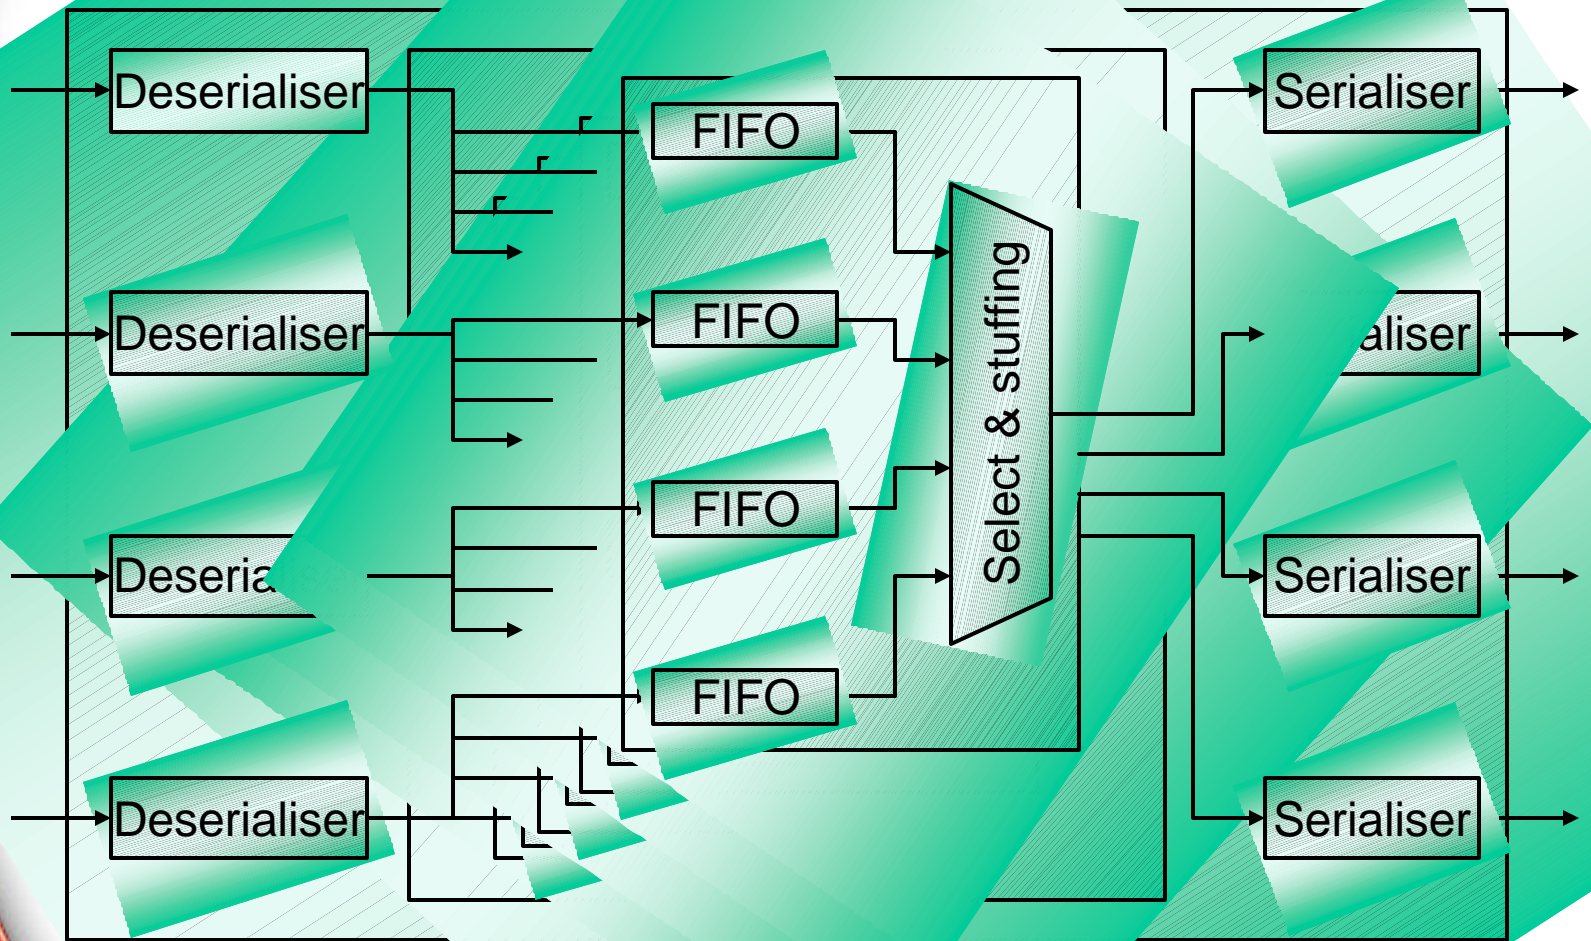 Deserialiser
FIFO
Serialiser
Deserialiser
FIFO
Select & stuffing
aliser
Deseria
FIFO
Serialiser
Deserialiser
FIFO
Serialiser